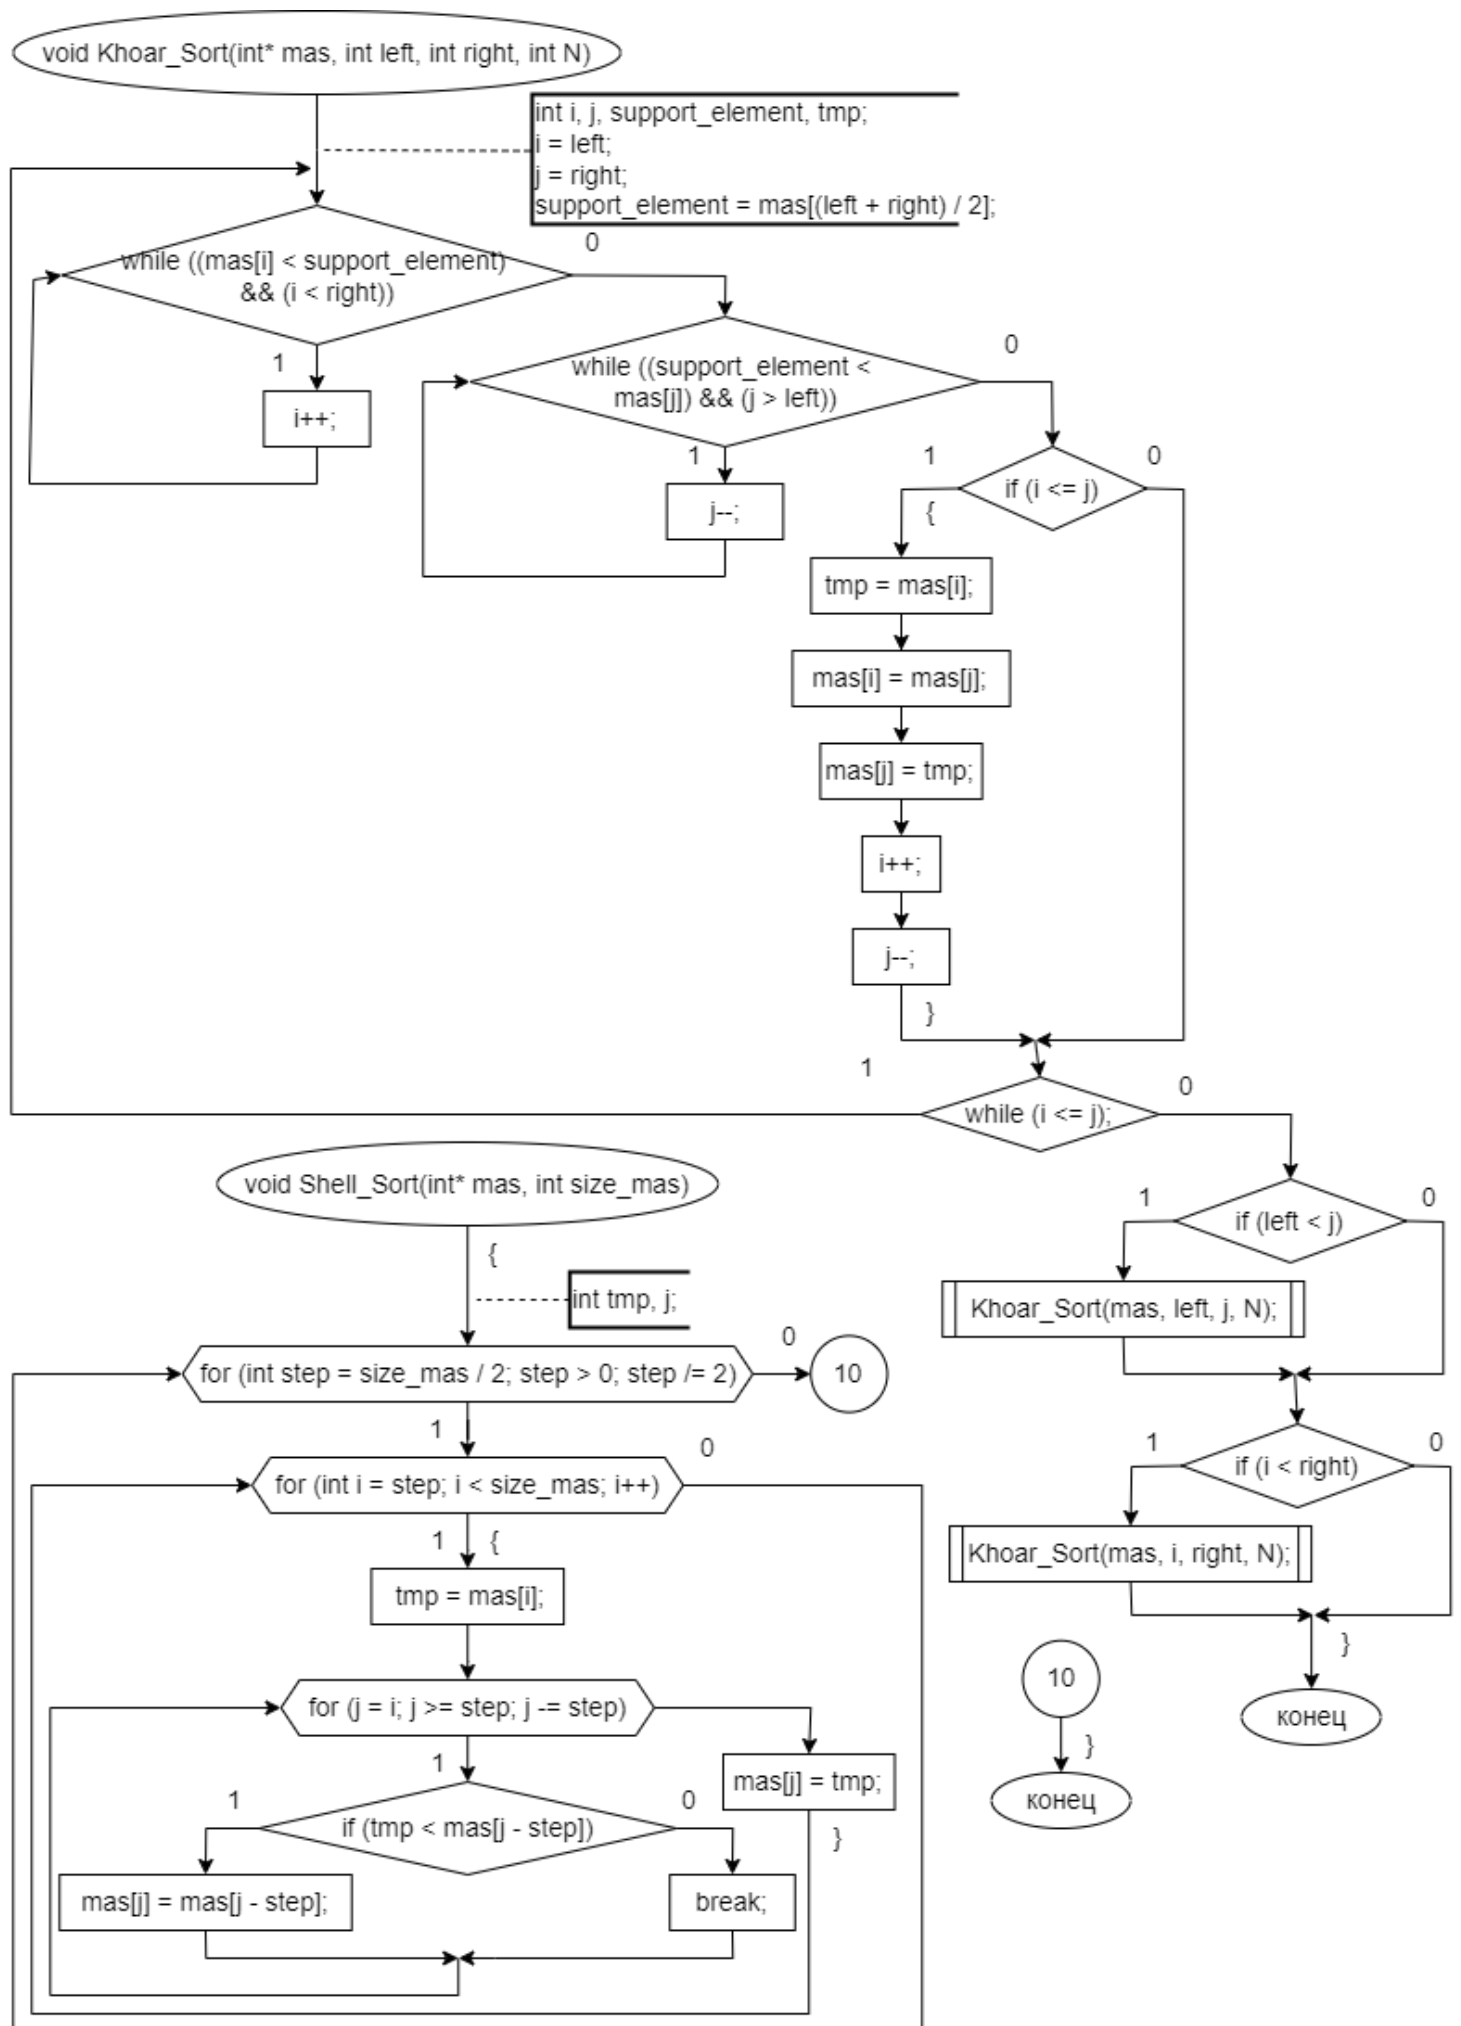 void Khoar_Sort(int* mas, int left, int right, int N)
int i, j, support_element, tmp;
i = left;
j = right;
support_element = mas[(left + right) / 2];
0
while ((mas[i] < support_element)
&& (i < right))
1
i++;
0
while ((support_element <
mas[j]) && (j > left))
1
j--;
1
0
if (i <= j)
{
tmp = mas[i];
mas[i] = mas[j];
mas[j] = tmp;
i++;
j--;
}
1
0
while (i <= j);
1
0
if (left < j)
Khoar_Sort(mas, left, j, N);
1
0
if (i < right)
Khoar_Sort(mas, i, right, N);
}
конец
void Shell_Sort(int* mas, int size_mas)
{
int tmp, j;
0
for (int step = size_mas / 2; step > 0; step /= 2)
10
1
0
for (int i = step; i < size_mas; i++)
1
{
tmp = mas[i];
for (j = i; j >= step; j -= step)
1
mas[j] = tmp;
}
1
0
if (tmp < mas[j - step])
mas[j] = mas[j - step];
break;
10
}
конец